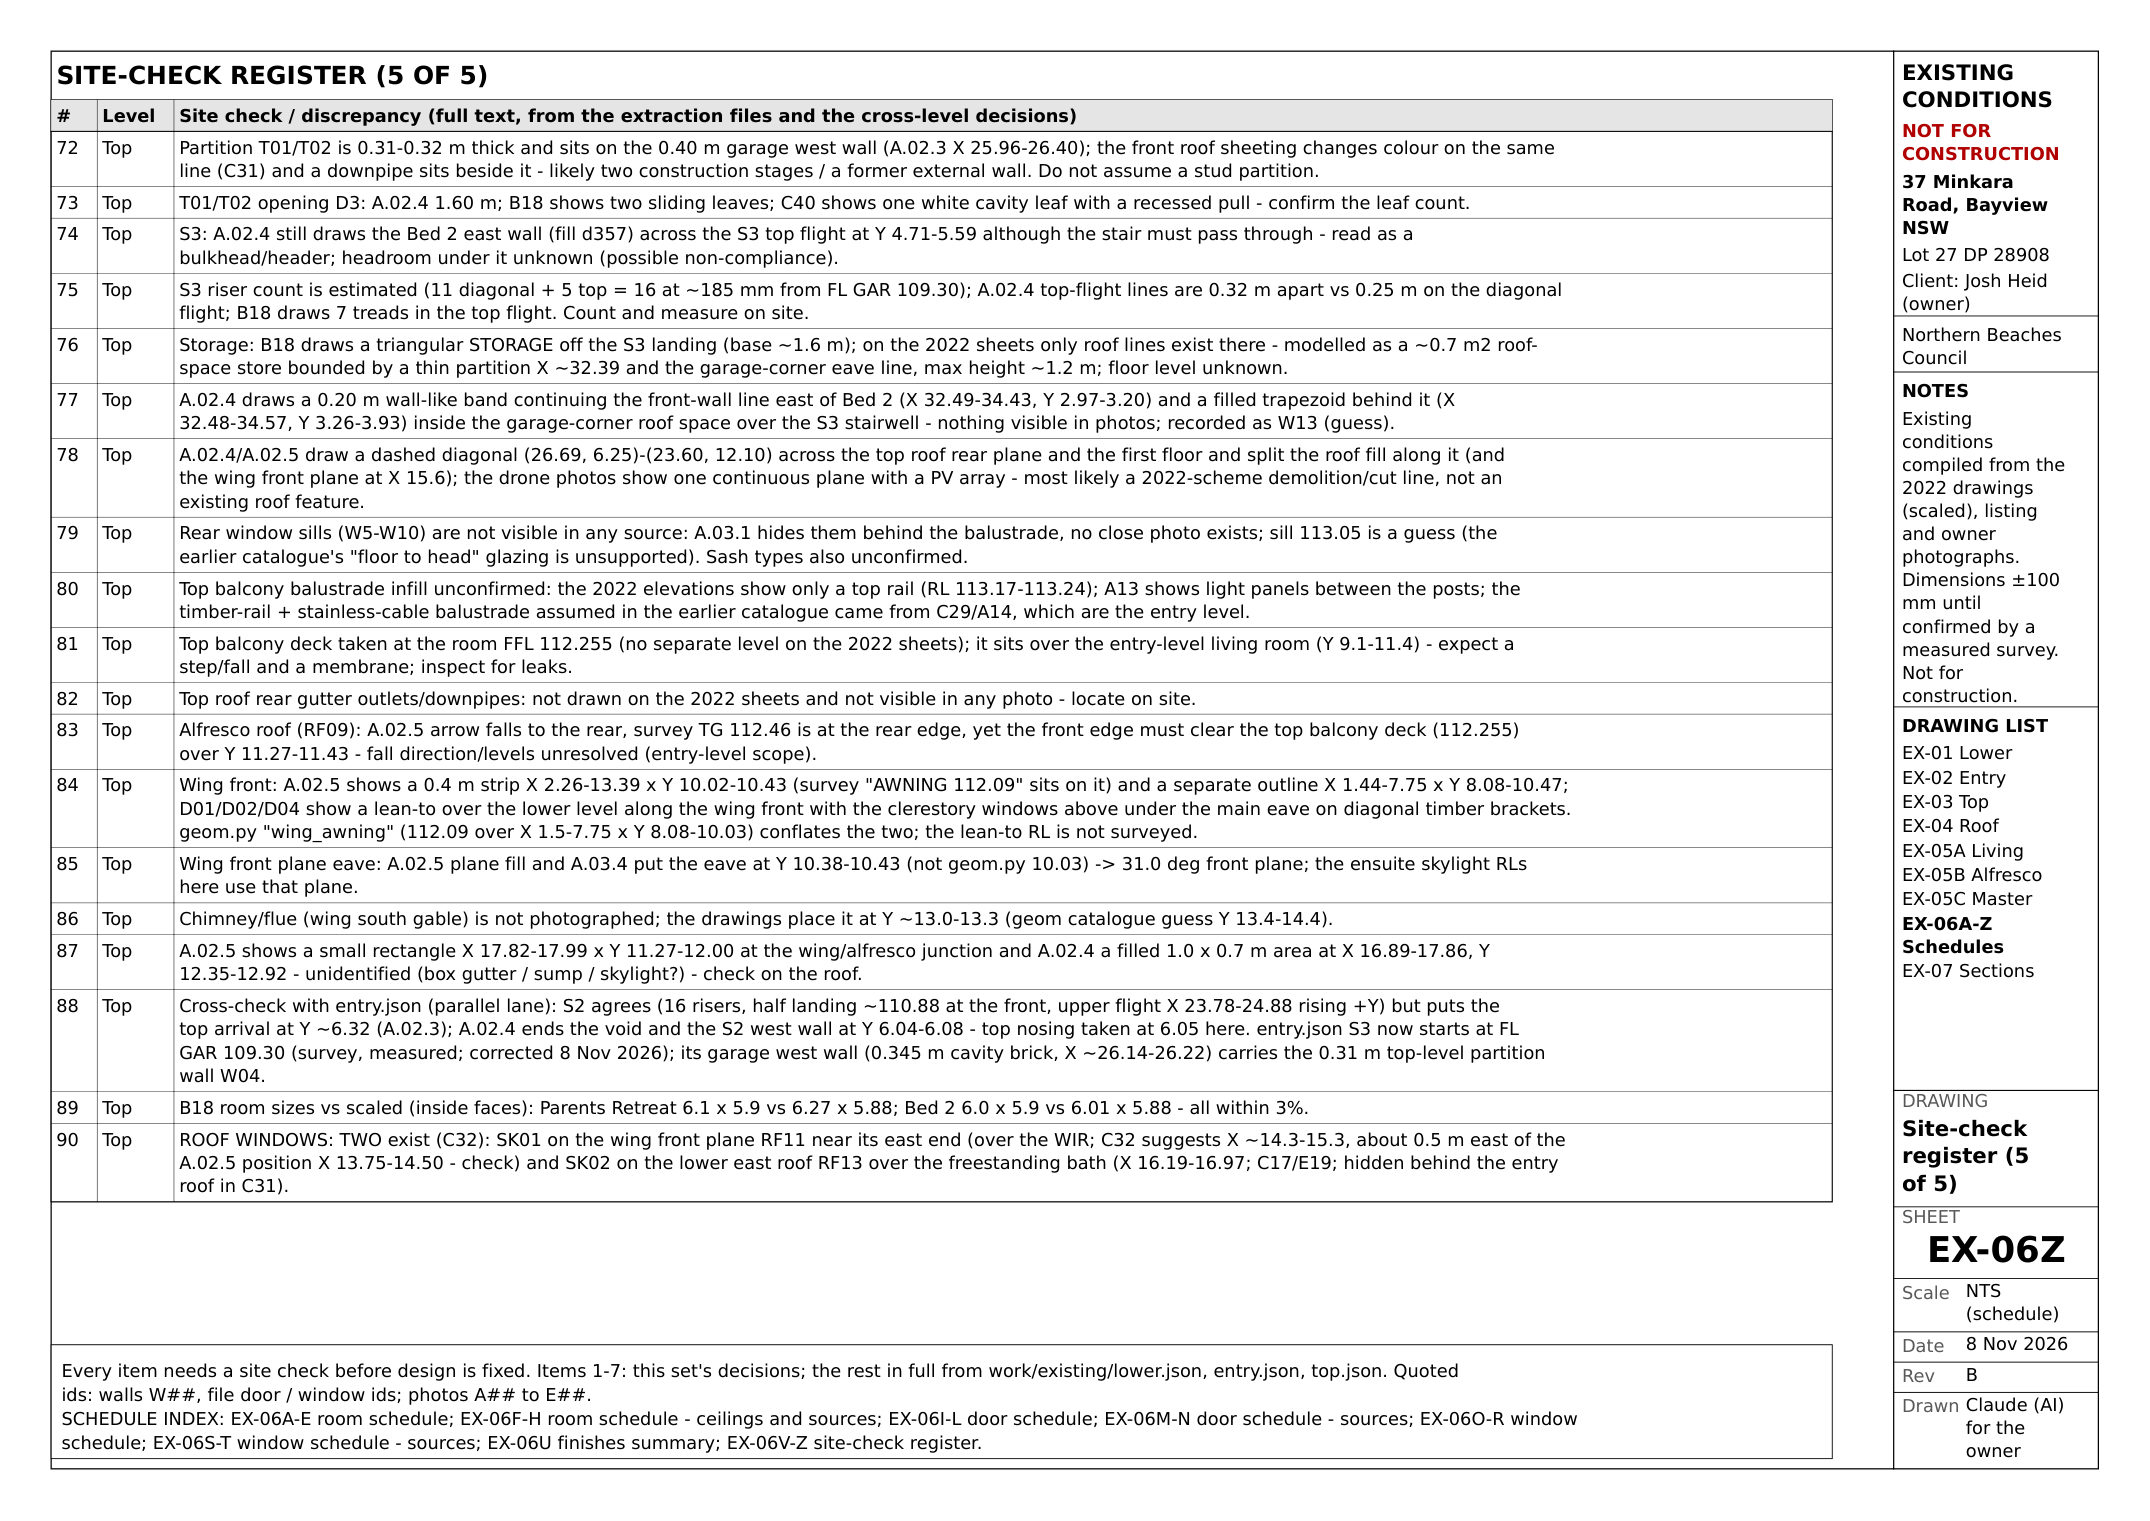 SITE-CHECK REGISTER (5 OF 5)
# Level Site check / discrepancy (full text, from the extraction files and the cross-level decisions)
72 Top Partition T01/T02 is 0.31-0.32 m thick and sits on the 0.40 m garage west wall (A.02.3 X 25.96-26.40); the front roof sheeting changes colour on the same
line (C31) and a downpipe sits beside it - likely two construction stages / a former external wall. Do not assume a stud partition.
73 Top T01/T02 opening D3: A.02.4 1.60 m; B18 shows two sliding leaves; C40 shows one white cavity leaf with a recessed pull - confirm the leaf count.
74 Top S3: A.02.4 still draws the Bed 2 east wall (fill d357) across the S3 top flight at Y 4.71-5.59 although the stair must pass through - read as a
bulkhead/header; headroom under it unknown (possible non-compliance).
75 Top S3 riser count is estimated (11 diagonal + 5 top = 16 at ~185 mm from FL GAR 109.30); A.02.4 top-flight lines are 0.32 m apart vs 0.25 m on the diagonal
flight; B18 draws 7 treads in the top flight. Count and measure on site.
76 Top Storage: B18 draws a triangular STORAGE off the S3 landing (base ~1.6 m); on the 2022 sheets only roof lines exist there - modelled as a ~0.7 m2 roof-
space store bounded by a thin partition X ~32.39 and the garage-corner eave line, max height ~1.2 m; floor level unknown.
77 Top A.02.4 draws a 0.20 m wall-like band continuing the front-wall line east of Bed 2 (X 32.49-34.43, Y 2.97-3.20) and a filled trapezoid behind it (X
32.48-34.57, Y 3.26-3.93) inside the garage-corner roof space over the S3 stairwell - nothing visible in photos; recorded as W13 (guess).
78 Top A.02.4/A.02.5 draw a dashed diagonal (26.69, 6.25)-(23.60, 12.10) across the top roof rear plane and the first floor and split the roof fill along it (and
the wing front plane at X 15.6); the drone photos show one continuous plane with a PV array - most likely a 2022-scheme demolition/cut line, not an
existing roof feature.
79 Top Rear window sills (W5-W10) are not visible in any source: A.03.1 hides them behind the balustrade, no close photo exists; sill 113.05 is a guess (the
earlier catalogue's "floor to head" glazing is unsupported). Sash types also unconfirmed.
80 Top Top balcony balustrade infill unconfirmed: the 2022 elevations show only a top rail (RL 113.17-113.24); A13 shows light panels between the posts; the
timber-rail + stainless-cable balustrade assumed in the earlier catalogue came from C29/A14, which are the entry level.
81 Top Top balcony deck taken at the room FFL 112.255 (no separate level on the 2022 sheets); it sits over the entry-level living room (Y 9.1-11.4) - expect a
step/fall and a membrane; inspect for leaks.
82 Top Top roof rear gutter outlets/downpipes: not drawn on the 2022 sheets and not visible in any photo - locate on site.
83 Top Alfresco roof (RF09): A.02.5 arrow falls to the rear, survey TG 112.46 is at the rear edge, yet the front edge must clear the top balcony deck (112.255)
over Y 11.27-11.43 - fall direction/levels unresolved (entry-level scope).
84 Top Wing front: A.02.5 shows a 0.4 m strip X 2.26-13.39 x Y 10.02-10.43 (survey "AWNING 112.09" sits on it) and a separate outline X 1.44-7.75 x Y 8.08-10.47;
D01/D02/D04 show a lean-to over the lower level along the wing front with the clerestory windows above under the main eave on diagonal timber brackets.
geom.py "wing_awning" (112.09 over X 1.5-7.75 x Y 8.08-10.03) conflates the two; the lean-to RL is not surveyed.
85 Top Wing front plane eave: A.02.5 plane fill and A.03.4 put the eave at Y 10.38-10.43 (not geom.py 10.03) -> 31.0 deg front plane; the ensuite skylight RLs
here use that plane.
86 Top Chimney/flue (wing south gable) is not photographed; the drawings place it at Y ~13.0-13.3 (geom catalogue guess Y 13.4-14.4).
87 Top A.02.5 shows a small rectangle X 17.82-17.99 x Y 11.27-12.00 at the wing/alfresco junction and A.02.4 a filled 1.0 x 0.7 m area at X 16.89-17.86, Y
12.35-12.92 - unidentified (box gutter / sump / skylight?) - check on the roof.
88 Top Cross-check with entry.json (parallel lane): S2 agrees (16 risers, half landing ~110.88 at the front, upper flight X 23.78-24.88 rising +Y) but puts the
top arrival at Y ~6.32 (A.02.3); A.02.4 ends the void and the S2 west wall at Y 6.04-6.08 - top nosing taken at 6.05 here. entry.json S3 now starts at FL
GAR 109.30 (survey, measured; corrected 8 Nov 2026); its garage west wall (0.345 m cavity brick, X ~26.14-26.22) carries the 0.31 m top-level partition
wall W04.
89 Top B18 room sizes vs scaled (inside faces): Parents Retreat 6.1 x 5.9 vs 6.27 x 5.88; Bed 2 6.0 x 5.9 vs 6.01 x 5.88 - all within 3%.
90 Top ROOF WINDOWS: TWO exist (C32): SK01 on the wing front plane RF11 near its east end (over the WIR; C32 suggests X ~14.3-15.3, about 0.5 m east of the
A.02.5 position X 13.75-14.50 - check) and SK02 on the lower east roof RF13 over the freestanding bath (X 16.19-16.97; C17/E19; hidden behind the entry
roof in C31).
Every item needs a site check before design is fixed. Items 1-7: this set's decisions; the rest in full from work/existing/lower.json, entry.json, top.json. Quoted
ids: walls W##, file door / window ids; photos A## to E##.
SCHEDULE INDEX: EX-06A-E room schedule; EX-06F-H room schedule - ceilings and sources; EX-06I-L door schedule; EX-06M-N door schedule - sources; EX-06O-R window
schedule; EX-06S-T window schedule - sources; EX-06U finishes summary; EX-06V-Z site-check register.
EXISTING
CONDITIONS
NOT FOR
CONSTRUCTION
37 Minkara
Road, Bayview
NSW
Lot 27 DP 28908
Client: Josh Heid
(owner)
Northern Beaches
Council
NOTES
Existing
conditions
compiled from the
2022 drawings
(scaled), listing
and owner
photographs.
Dimensions ±100
mm until
confirmed by a
measured survey.
Not for
construction.
DRAWING LIST
EX-01 Lower
EX-02 Entry
EX-03 Top
EX-04 Roof
EX-05A Living
EX-05B Alfresco
EX-05C Master
EX-06A-Z
Schedules
EX-07 Sections
DRAWING
Site-check
register (5
of 5)
SHEET
EX-06Z
Scale NTS
(schedule)
Date 8 Nov 2026
Rev B
Drawn Claude (AI)
for the
owner